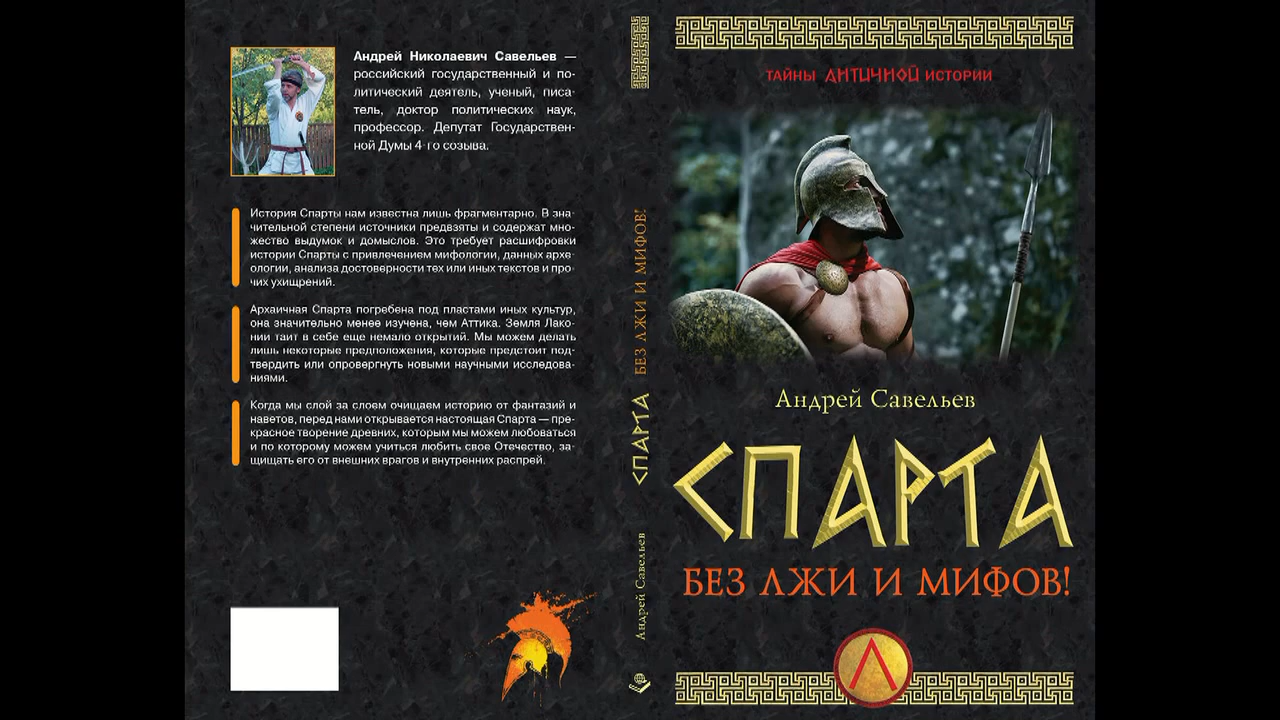 Андрей Николаевич Савельев —
российский государственный и по-
литический деятель, ученый, писа-
тель, доктор политических наук,
профессор. Депутат Государствен-
ной Думы 4-го созыва.
История Спарты нам известна лишь фрагментарно. В зна-
чительной степени источники предвзяты и содержат мно-
жество выдумок и домыслов. Это требует расшифровки
истории Спарты с привлечением мифологии, данных архе-
ологии, анализа достоверности тех или иных текстов и про-
чих ухищрений.
Архаичная Спарта погребена под пластами иных культур,
она значительно менее изучена, чем Аттика. Земля Лако-
нии таит в себе еще немало открытий. Мы можем делать
лишь некоторые предположения, которые предстоит под-
твердить или опровергнуть новыми научными исследова-
ниями.
Когда мы слой за слоем очищаем историю от фантазий и
наветов, перед нами открывается настоящая Спарта — пре-
красное творение древних, которым мы можем любоваться
и по которому можем учиться любить свое Отечество, за-
щищать его от внешних врагов и внутренних распрей.
Андрей Савельев СПАРТА БЕЗ ЛЖИ И МИФОВ!
ТАЙНЫ АНТИЧНОЙ ИСТОРИИ
Андрей Савельев
СПАРТА
БЕЗ ЛЖИ И МИФОВ!
Λ